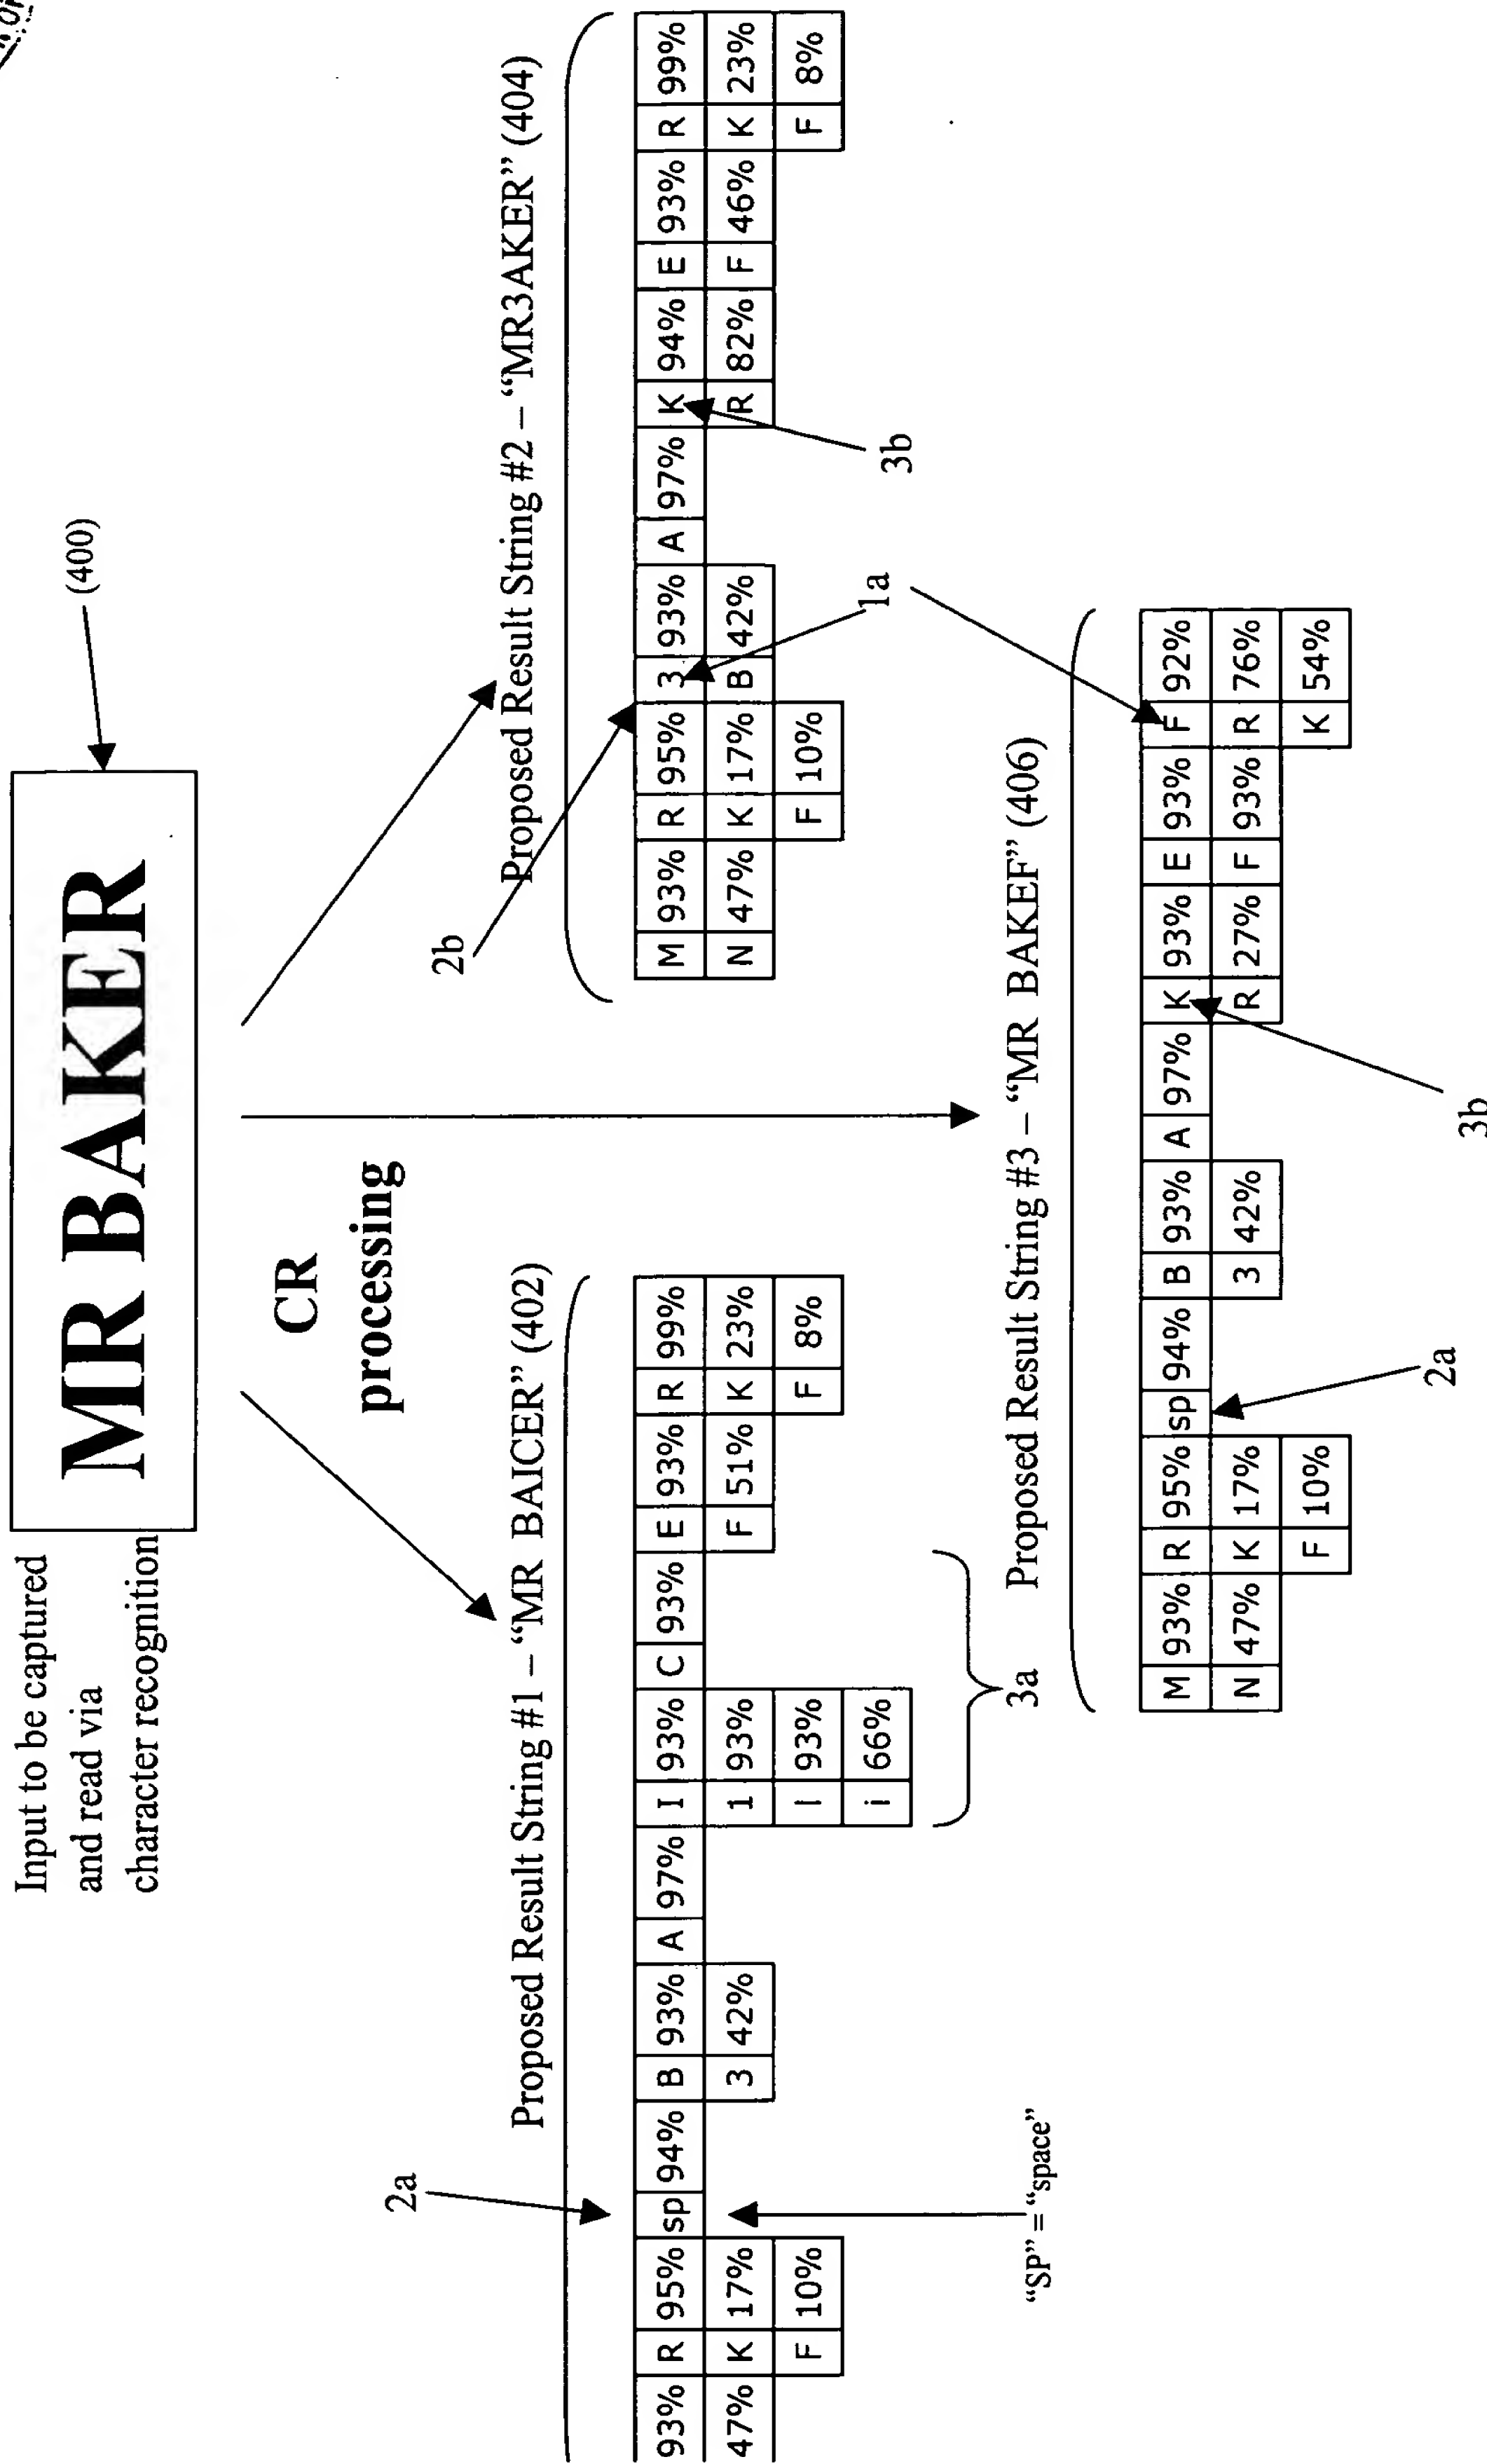 Input to be captured
and read via
character recognition
MR BAKER
(400)
CR
processing
2a
Proposed Result String #1 – “MR BAICER” (402)
93% R 95% sp 94% B 93% A 97% I 93% C 93% E 93% R 99%
47% K 17% 3 42% 1 93% F 51% K 23%
F 10% l 93% F 8%
i 66%
3a
“SP” = “space”
2b
Proposed Result String #2 – “MR3AKER” (404)
M 93% R 95% 3 93% A 97% K 94% E 93% R 99%
N 47% K 17% B 42% R 82% F 46% K 23%
F 10% F 8%
3b
1a
Proposed Result String #3 – “MR BAKEF” (406)
M 93% R 95% sp 94% B 93% A 97% K 93% E 93% F 92%
N 47% K 17% 3 42% R 27% F 93% R 76%
F 10% K 54%
2a
3b